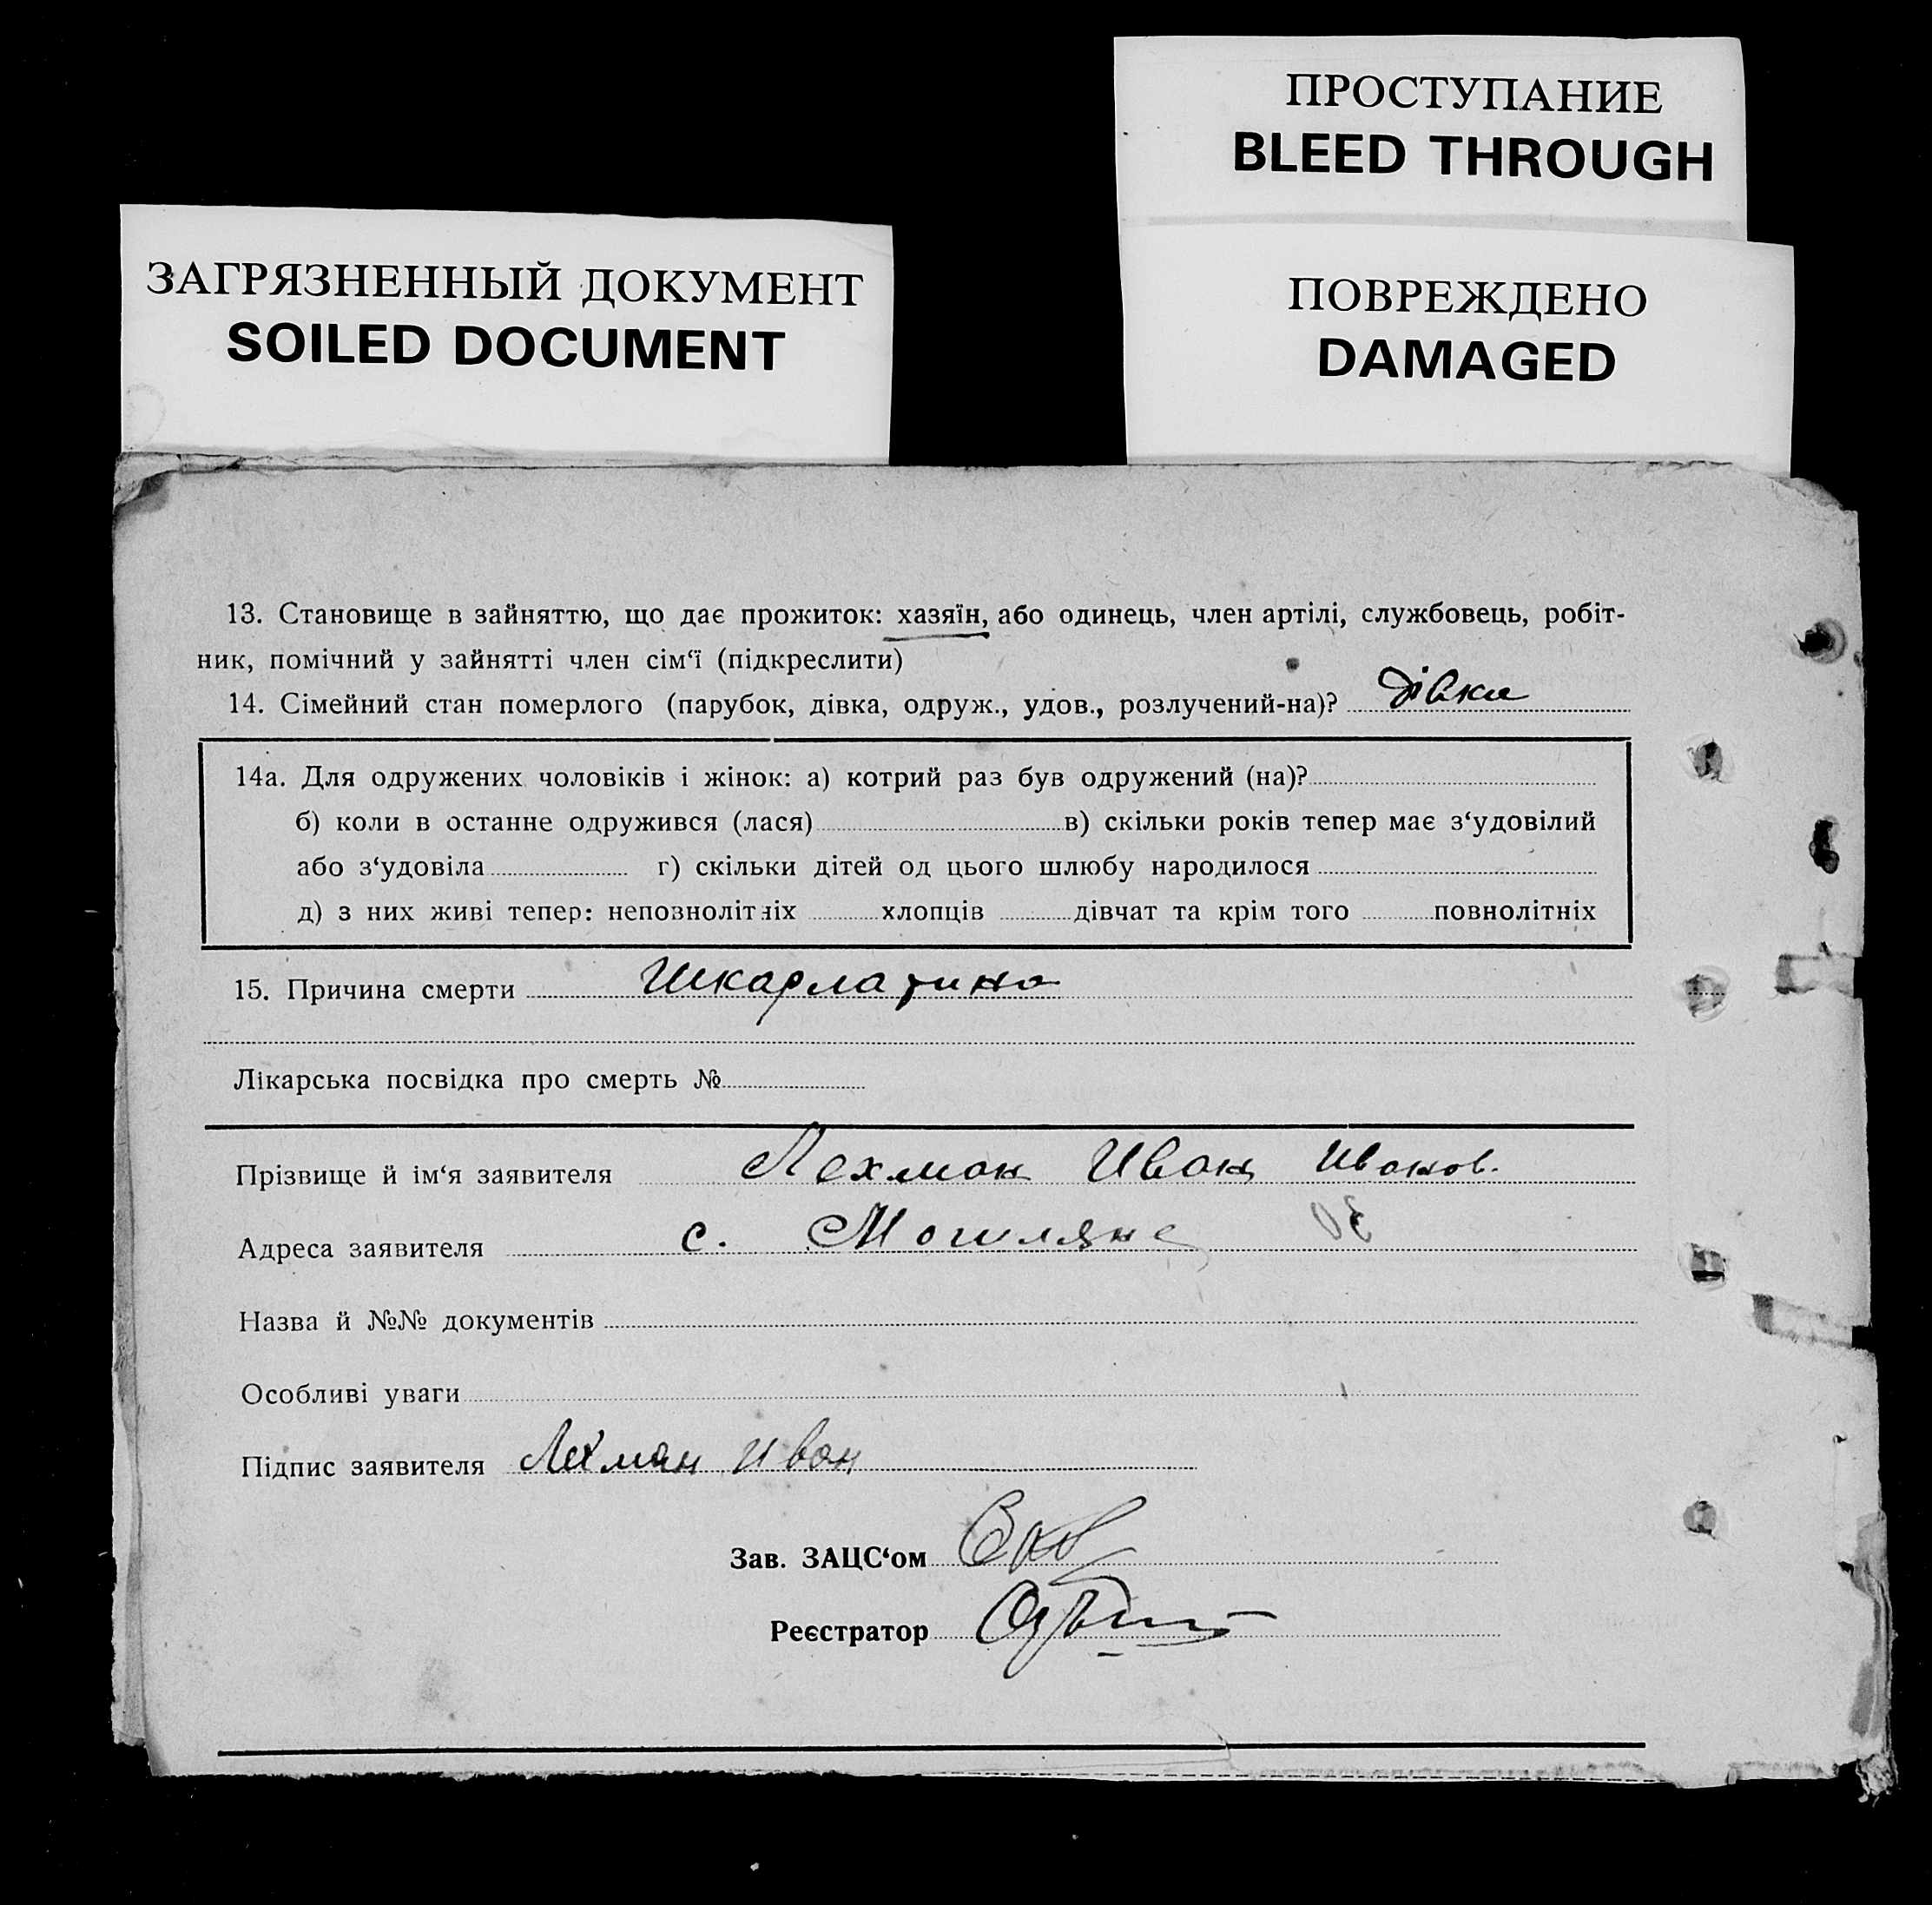 ПРОСТУПАНИЕ
BLEED THROUGH
ЗАГРЯЗНЕННЫЙ ДОКУМЕНТ
SOILED DOCUMENT
ПОВРЕЖДЕНО
DAMAGED
13. Становище в зайняттю, що дає прожиток: хазяїн, або одинець, член артілі, службовець, робіт-
ник, помічний у зайнятті член сім‘ї (підкреслити)
14. Сімейний стан померлого (парубок, дівка, одруж., удов., розлучений-на)? дівка
14а. Для одружених чоловіків і жінок: а) котрий раз був одружений (на)?
б) коли в останне одружився (лася) в) скільки років тепер має з‘удовілий
або з‘удовіла г) скільки дітей од цього шлюбу народилося
д) з них живі тепер: неповнолітніх хлопців дівчат та крім того повнолітніх
15. Причина смерти Шкарлатина
Лікарська посвідка про смерть №
Прізвище й ім‘я заявителя Лехман Иван Иванов.
Адреса заявителя с. Могиляне
Назва й №№ документів
Особливі уваги
Підпис заявителя Лехман Иван
Зав. ЗАЦС‘ом
Реєстратор